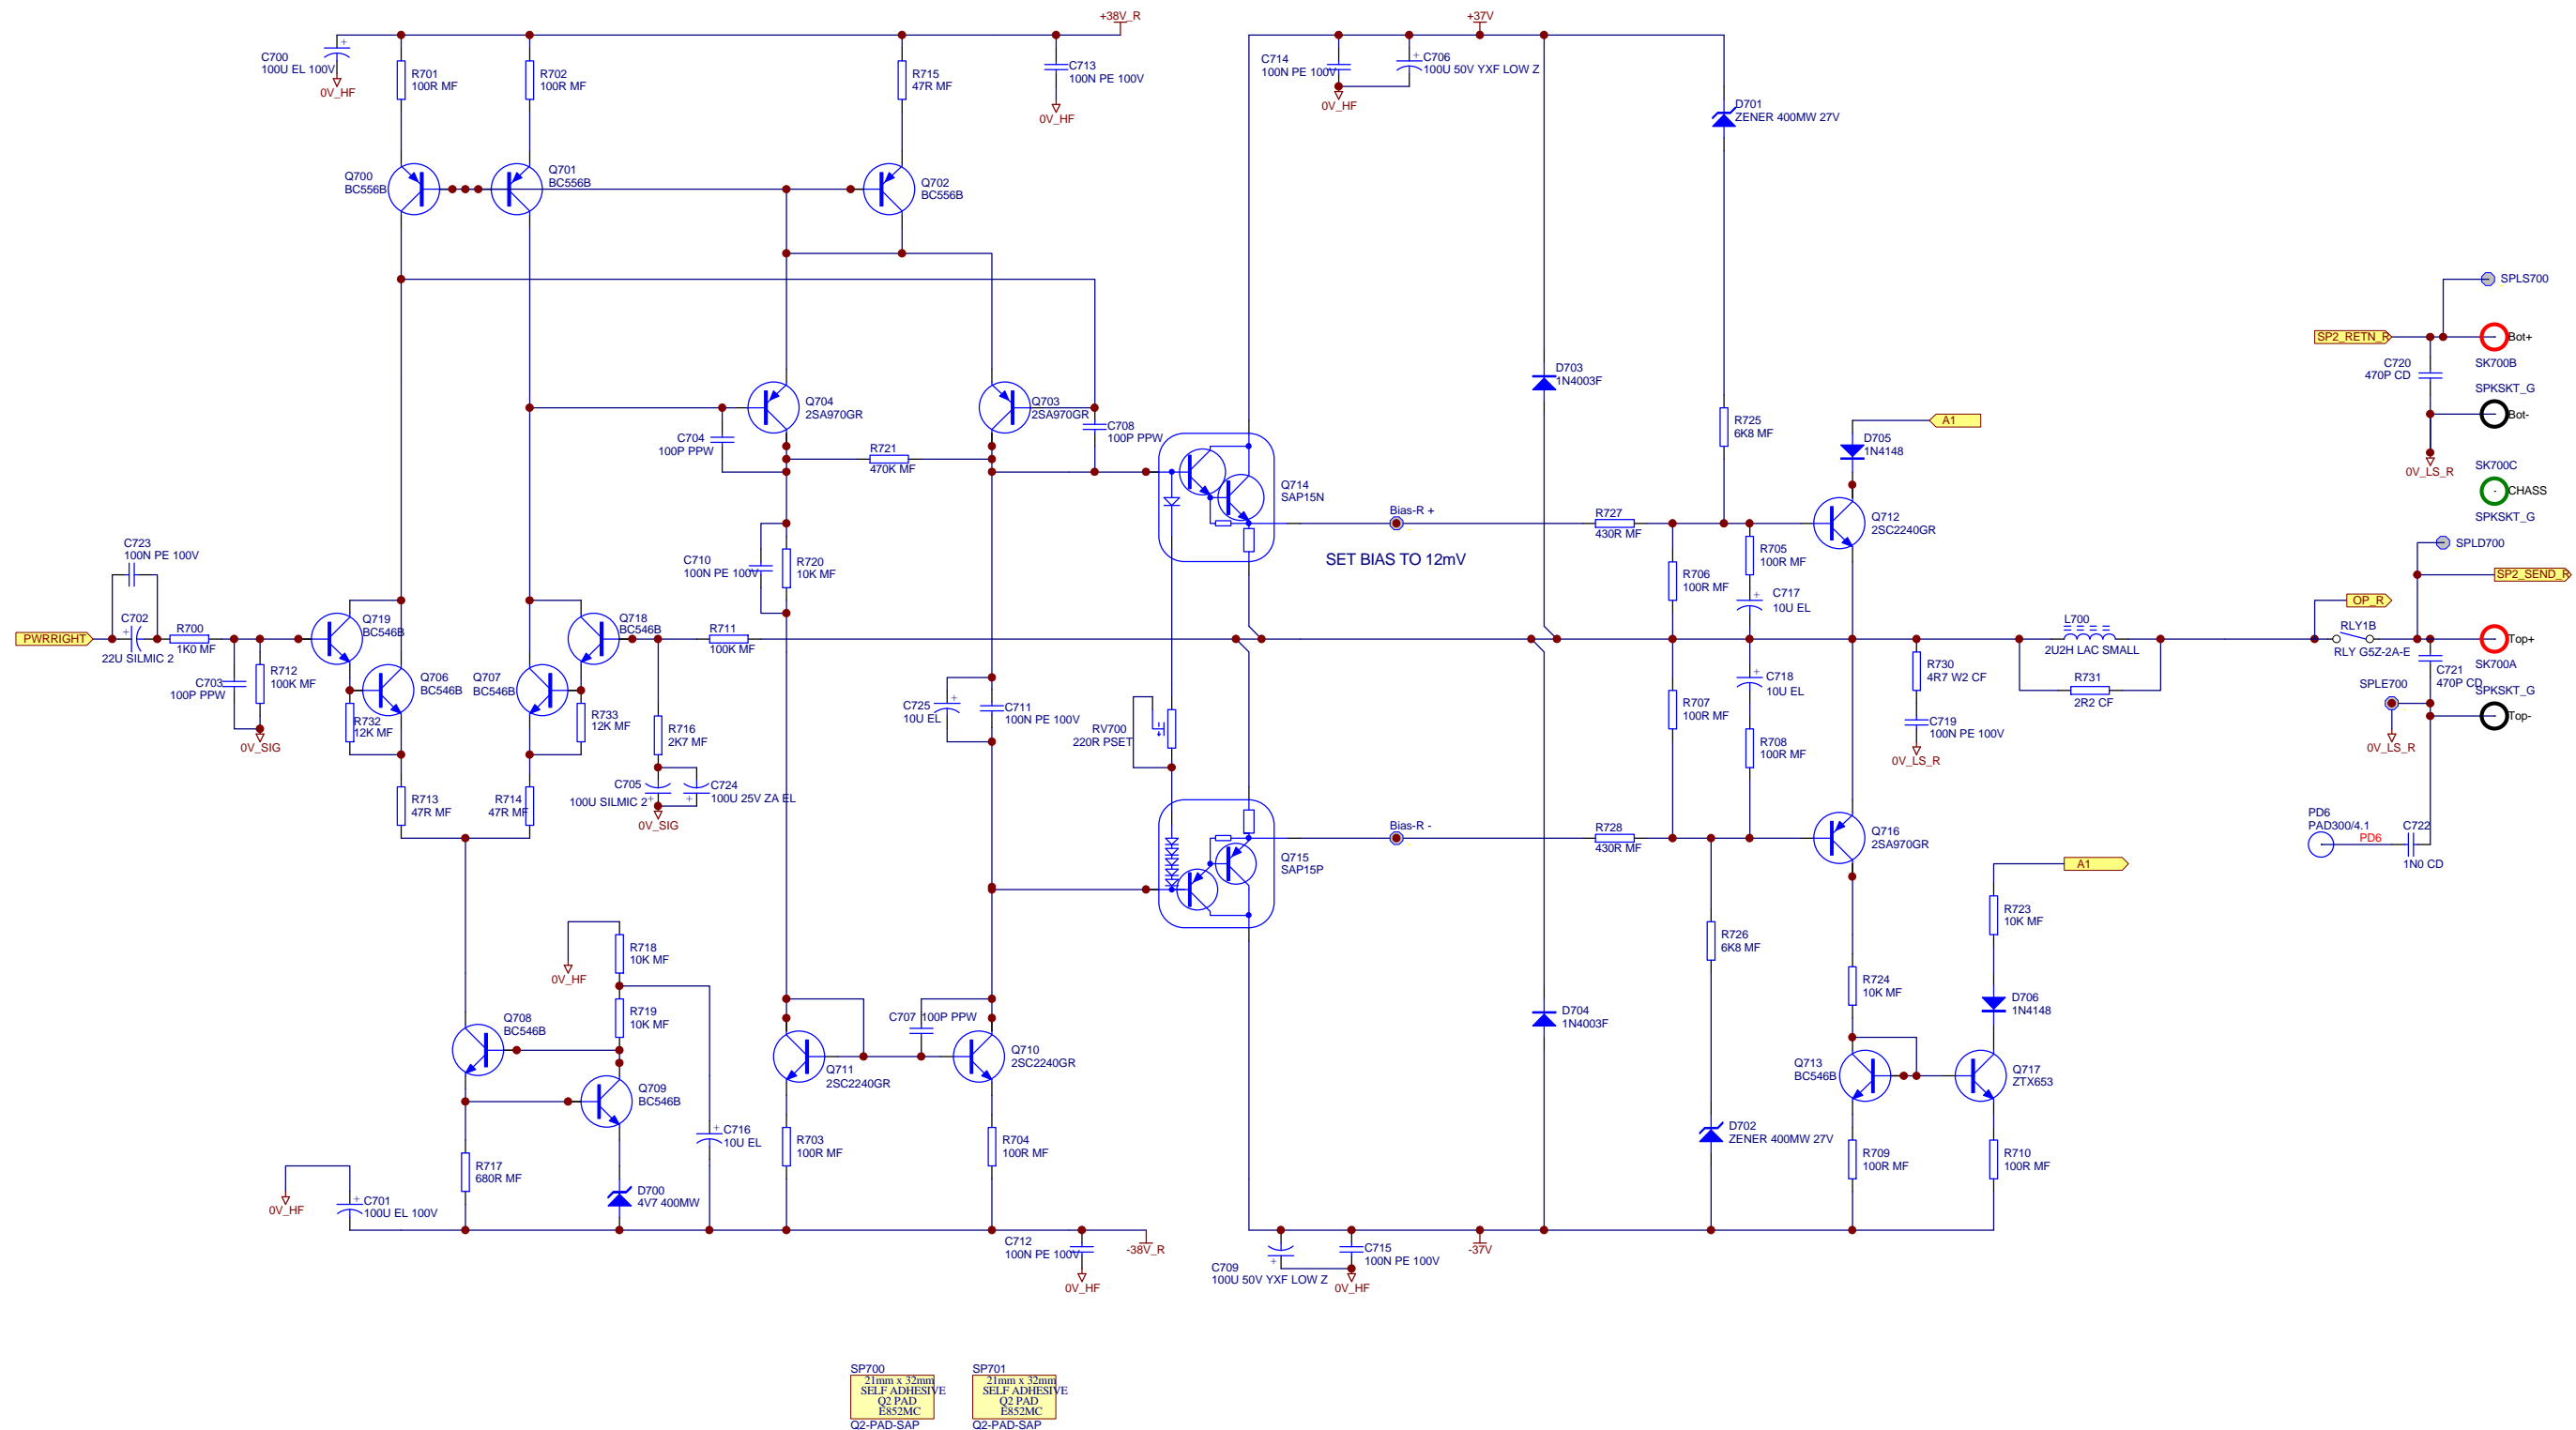 +38V_R
+37V
C700
100U EL 100V
0V_HF
R701
100R MF
R702
100R MF
R715
47R MF
C713
100N PE 100V
0V_HF
C714
100N PE 100V
0V_HF
C706
100U 50V YXF LOW Z
D701
ZENER 400MW 27V
Q700
BC556B
Q701
BC556B
Q702
BC556B
SPLS700
SP2_RETN_R
Bot+
SK700B
C720
470P CD
SPKSKT_G
Bot-
0V_LS_R
SK700C
CHASS
SPKSKT_G
D703
1N4003F
Q704
2SA970GR
Q703
2SA970GR
C704
100P PPW
C708
100P PPW
R721
470K MF
R725
6K8 MF
A1
D705
1N4148
Q714
SAP15N
Bias-R +
SET BIAS TO 12mV
R727
430R MF
Q712
2SC2240GR
C723
100N PE 100V
C710
100N PE 100V
R720
10K MF
R706
100R MF
R705
100R MF
C717
10U EL
SPLD700
SP2_SEND_R
OP_R
PWRRIGHT
C702
22U SILMIC 2
R700
1K0 MF
Q719
BC546B
Q718
BC546B
R711
100K MF
L700
2U2H LAC SMALL
RLY1B
RLY G5Z-2A-E
Top+
SK700A
C703
100P PPW
R712
100K MF
0V_SIG
Q706
BC546B
Q707
BC546B
R732
12K MF
R733
12K MF
R716
2K7 MF
C725
10U EL
C711
100N PE 100V
RV700
220R PSET
R707
100R MF
C718
10U EL
R708
100R MF
R730
4R7 W2 CF
C719
100N PE 100V
0V_LS_R
R731
2R2 CF
C721
470P CD
SPLE700
SPKSKT_G
Top-
0V_LS_R
R713
47R MF
R714
47R MF
C705
100U SILMIC 2
C724
100U 25V ZA EL
0V_SIG
Q715
SAP15P
Bias-R -
R728
430R MF
Q716
2SA970GR
PD6
PAD300/4.1
PD6
C722
1N0 CD
A1
R718
10K MF
0V_HF
R719
10K MF
Q708
BC546B
Q709
BC546B
C707
100P PPW
Q711
2SC2240GR
Q710
2SC2240GR
R726
6K8 MF
R723
10K MF
R724
10K MF
D706
1N4148
D704
1N4003F
Q713
BC546B
Q717
ZTX653
C716
10U EL
R703
100R MF
R704
100R MF
D702
ZENER 400MW 27V
R709
100R MF
R710
100R MF
R717
680R MF
D700
4V7 400MW
0V_HF
C701
100U EL 100V
C712
100N PE 100V
0V_HF
-38V_R
C709
100U 50V YXF LOW Z
C715
100N PE 100V
0V_HF
-37V
SP700
21mm x 32mm
SELF ADHESIVE
Q2 PAD
E852MC
Q2-PAD-SAP
SP701
21mm x 32mm
SELF ADHESIVE
Q2 PAD
E852MC
Q2-PAD-SAP